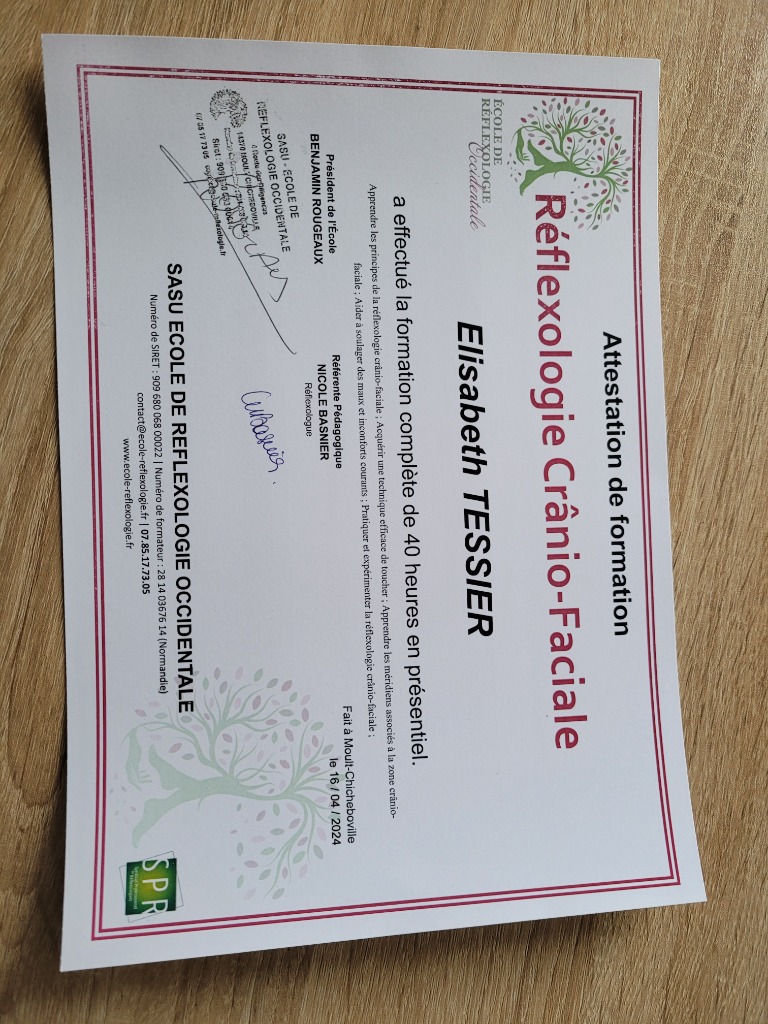 Attestation de formation
Réflexologie Crânio-Faciale
ÉCOLE DE
RÉFLEXOLOGIE
Occidentale
Elisabeth TESSIER
a effectué la formation complète de 40 heures en présentiel.
Apprendre les principes de la réflexologie crânio-faciale ; Acquérir une technique efficace de toucher ; Apprendre les méridiens associés à la zone crânio-
faciale ; Aider à soulager des maux et inconforts courants ; Pratiquer et expérimenter la réflexologie crânio-faciale ;
Fait à Moult-Chicheboville
le 16 / 04 / 2024
Président de l'École
BENJAMIN ROUGEAUX
Référente Pédagogique
NICOLE BASNIER
Réflexologue
SASU - ECOLE DE
REFLEXOLOGIE OCCIDENTALE
SASU ECOLE DE REFLEXOLOGIE OCCIDENTALE
Numéro de SIRET : 909 680 068 00022 | Numéro de formateur : 28 14 03676 14 (Normandie)
contact@ecole-reflexologie.fr | 07.85.17.73.05
www.ecole-reflexologie.fr
SPR